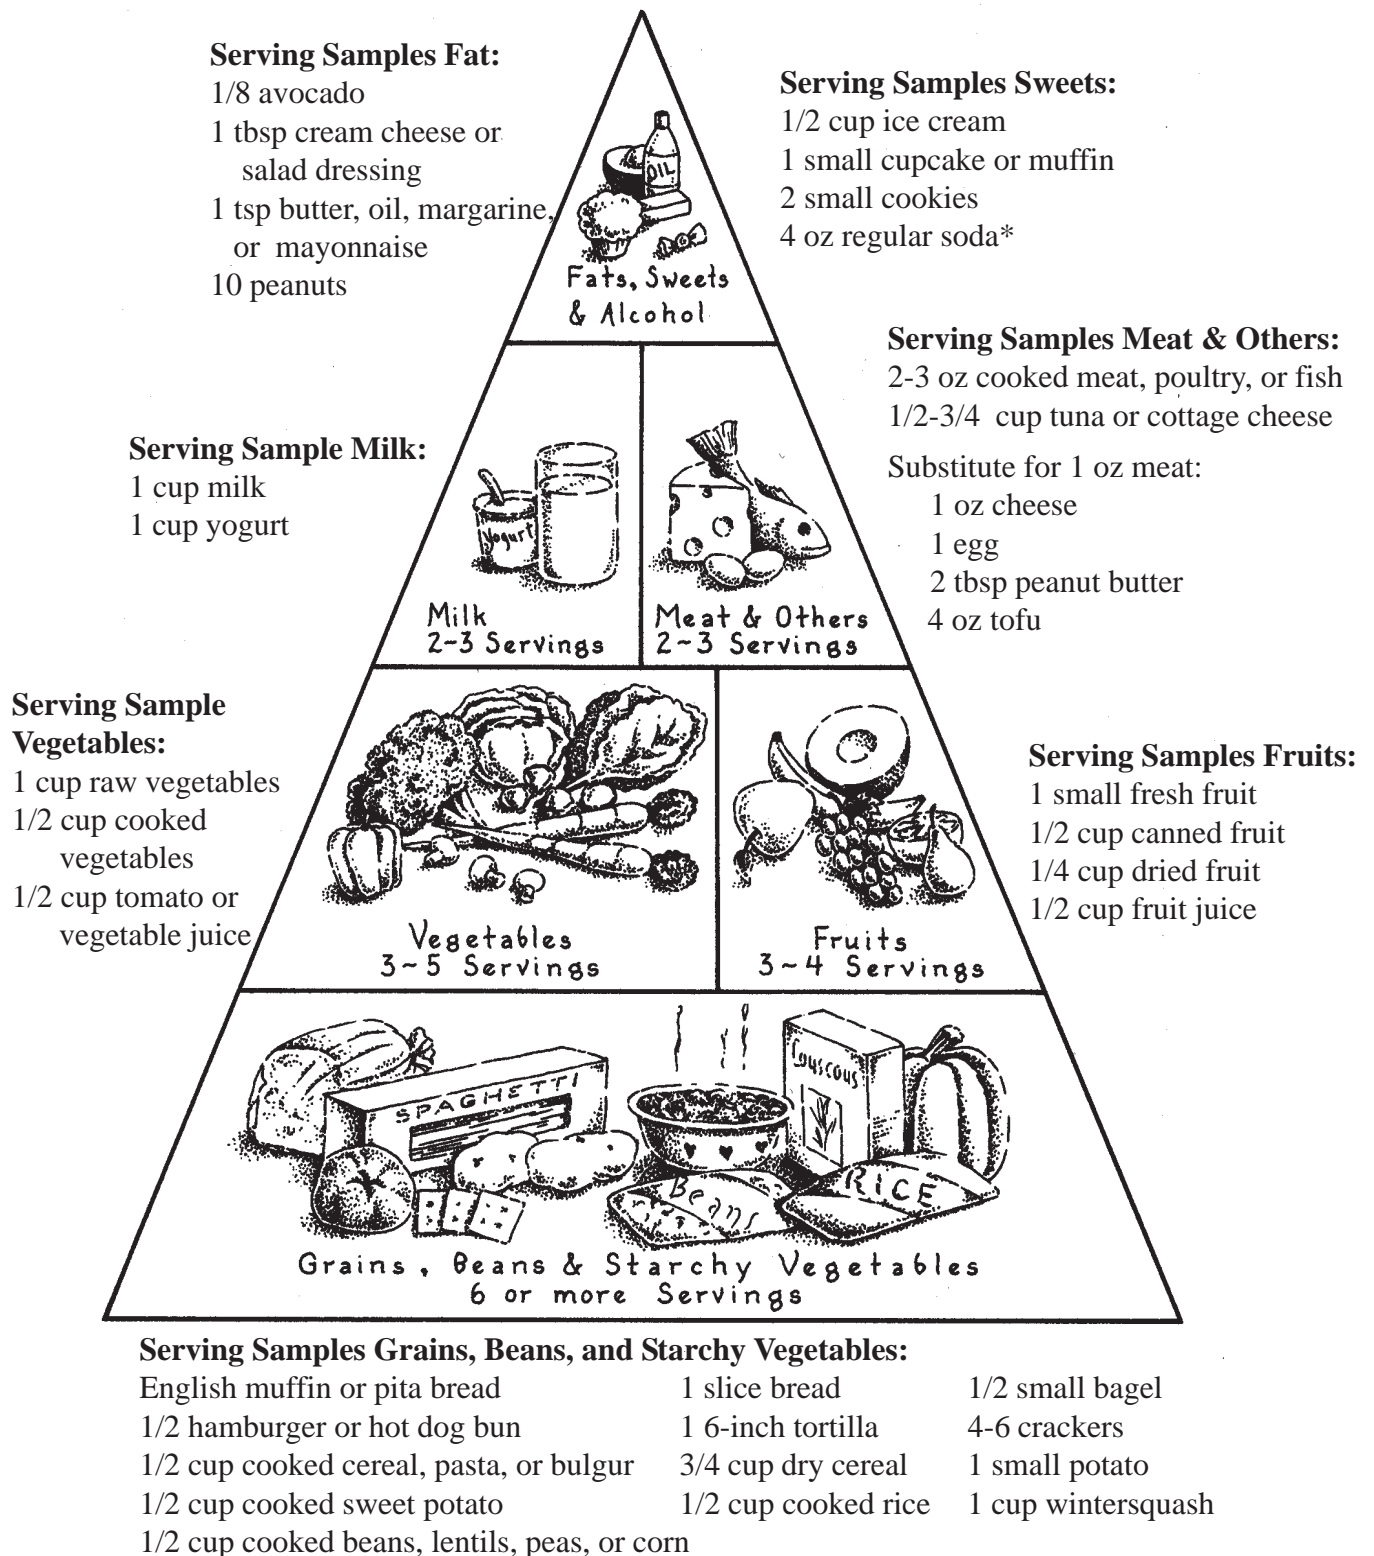 Serving Samples Fat:
1/8 avocado
1 tbsp cream cheese or
salad dressing
1 tsp butter, oil, margarine,
or mayonnaise
10 peanuts
Serving Samples Sweets:
1/2 cup ice cream
1 small cupcake or muffin
2 small cookies
4 oz regular soda*
OIL
Fats, Sweets
& Alcohol
Serving Samples Meat & Others:
2-3 oz cooked meat, poultry, or fish
1/2-3/4 cup tuna or cottage cheese
Substitute for 1 oz meat:
1 oz cheese
1 egg
2 tbsp peanut butter
4 oz tofu
Serving Sample Milk:
1 cup milk
1 cup yogurt
Yogurt
Milk
2-3 Servings
Meat & Others
2-3 Servings
Serving Sample
Vegetables:
1 cup raw vegetables
1/2 cup cooked
vegetables
1/2 cup tomato or
vegetable juice
Serving Samples Fruits:
1 small fresh fruit
1/2 cup canned fruit
1/4 cup dried fruit
1/2 cup fruit juice
Vegetables
3-5 Servings
Fruits
3-4 Servings
SPAGHETTI
Couscous
Beans
RICE
Grains, Beans & Starchy Vegetables
6 or more Servings
Serving Samples Grains, Beans, and Starchy Vegetables:
English muffin or pita bread
1/2 hamburger or hot dog bun
1/2 cup cooked cereal, pasta, or bulgur
1/2 cup cooked sweet potato
1/2 cup cooked beans, lentils, peas, or corn
1 slice bread
1 6-inch tortilla
3/4 cup dry cereal
1/2 cup cooked rice
1/2 small bagel
4-6 crackers
1 small potato
1 cup wintersquash